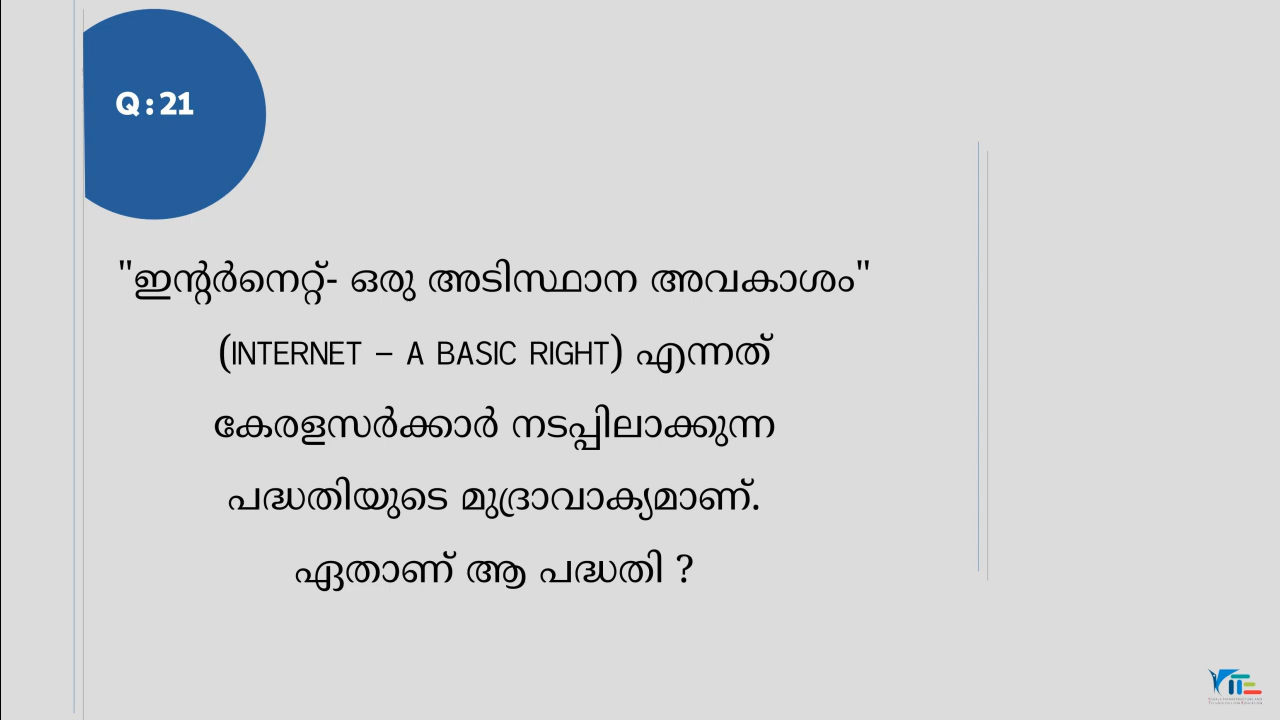 Q:21
"ഇന്റർനെറ്റ്- ഒരു അടിസ്ഥാന അവകാശം"
(INTERNET – A BASIC RIGHT) എന്നത്
കേരളസർക്കാർ നടപ്പിലാക്കുന്ന
പദ്ധതിയുടെ മുദ്രാവാക്യമാണ്.
ഏതാണ് ആ പദ്ധതി ?